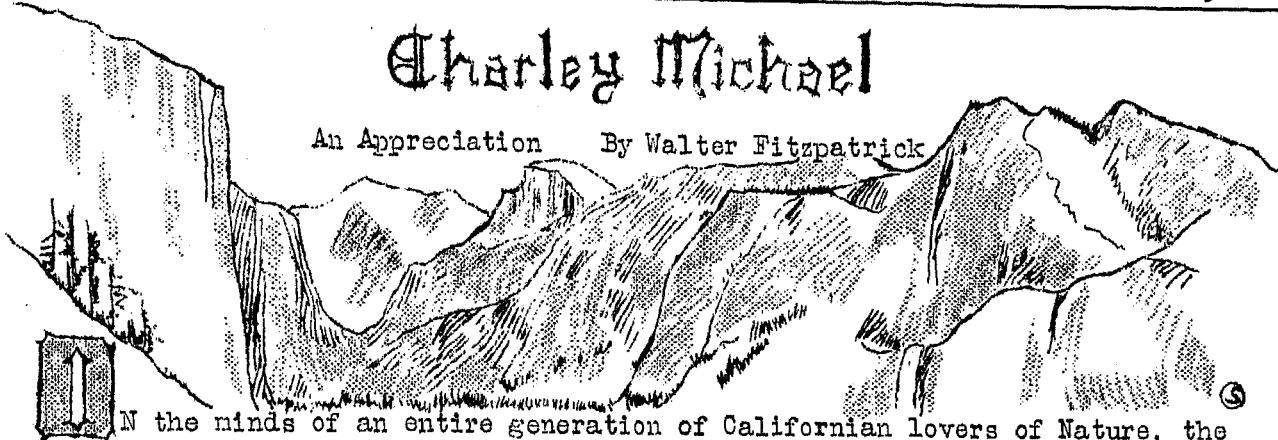 Charley Michael
An Appreciation By Walter Fitzpatrick
S
IN the minds of an entire generation of Californian lovers of Nature, the